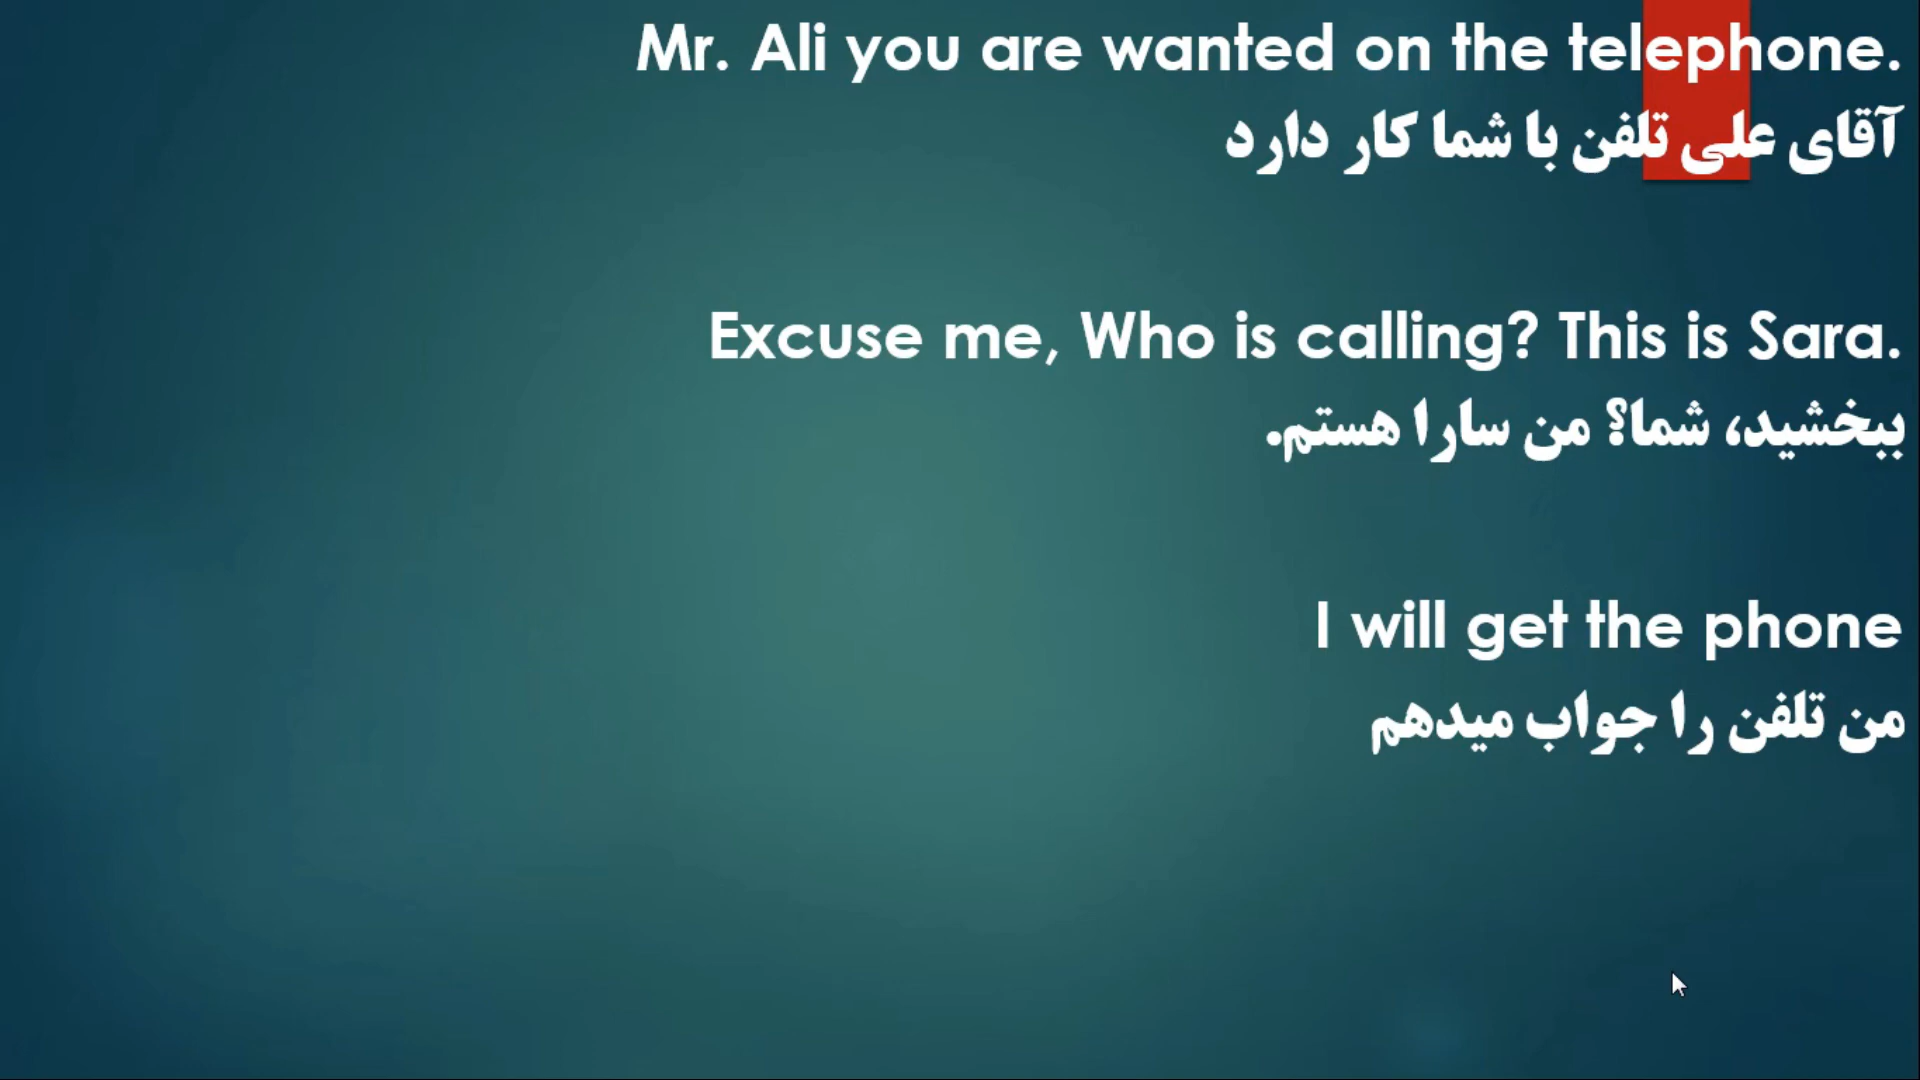 Mr. Ali you are wanted on the telephone.
آقای علی تلفن با شما کار دارد
Excuse me, Who is calling? This is Sara.
ببخشید، شما؟ من سارا هستم.
I will get the phone
من تلفن را جواب میدهم